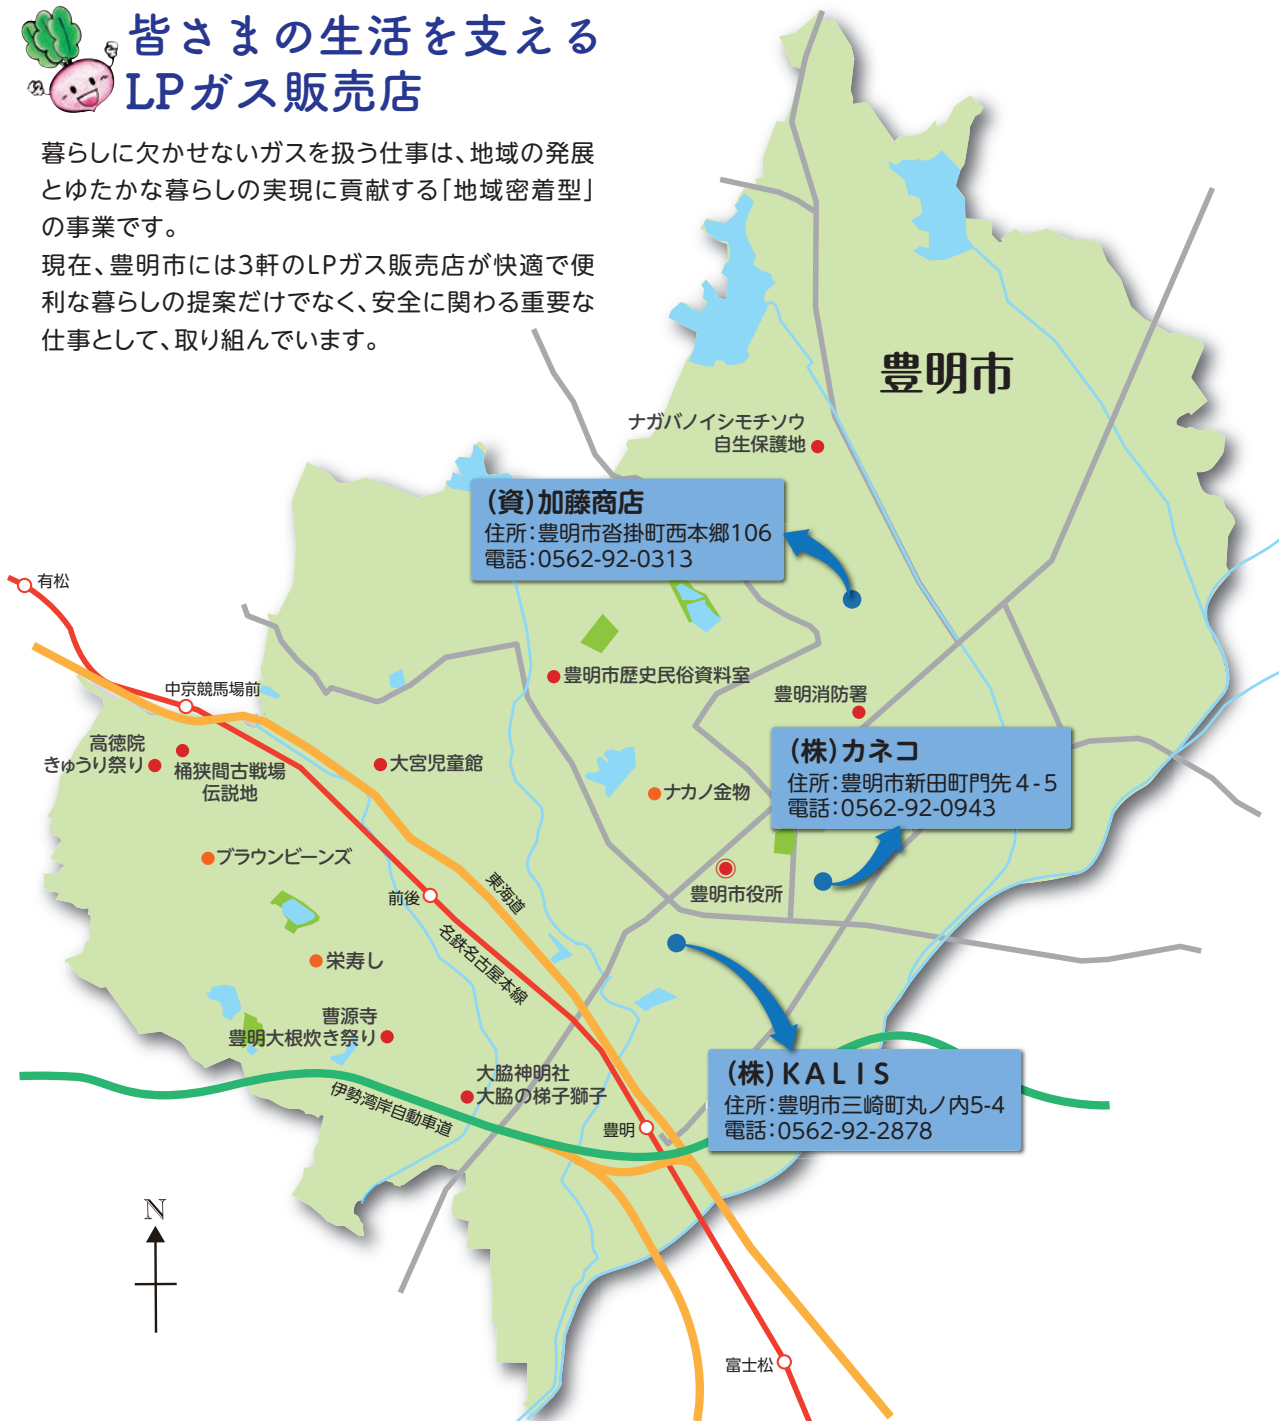 皆さまの生活を支える
LPガス販売店
暮らしに欠かせないガスを扱う仕事は、地域の発展
とゆたかな暮らしの実現に貢献する「地域密着型」
の事業です。
現在、豊明市には3軒のLPガス販売店が快適で便
利な暮らしの提案だけでなく、安全に関わる重要な
仕事として、取り組んでいます。
豊明市
ナガバノイシモチソウ
自生保護地
(資)加藤商店
住所:豊明市沓掛町西本郷106
電話:0562-92-0313
有松
中京競馬場前
豊明市歴史民俗資料室
豊明消防署
高徳院
きゅうり祭り
桶狭間古戦場
伝説地
大宮児童館
ナカノ金物
(株)カネコ
住所:豊明市新田町門先4-5
電話:0562-92-0943
ブラウンビーンズ
前後
東海道
豊明市役所
名鉄名古屋本線
栄寿し
曹源寺
豊明大根炊き祭り
大脇神明社
大脇の梯子獅子
伊勢湾岸自動車道
豊明
(株)KALIS
住所:豊明市三崎町丸ノ内5-4
電話:0562-92-2878
N
富士松